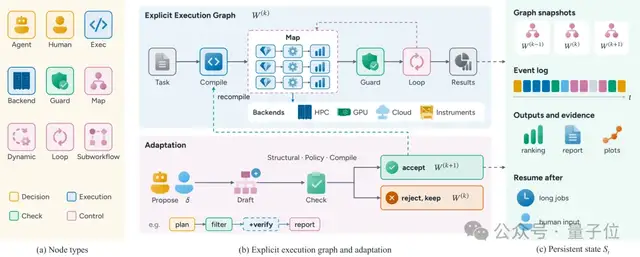 Agent
Human
Exec
Backend
Guard
Map
Dynamic
Loop
Subworkflow
Decision
Execution
Check
Control
(a) Node types
Explicit Execution Graph W^(k)
Map
Task
Compile
Guard
Loop
Results
recompile
Backends
HPC
GPU
Cloud
Instruments
Adaptation
Structural · Policy · Compile
Propose δ
Draft
Check
accept W^(k+1)
reject, keep W^(k)
e.g.
plan
filter
+verify
report
(b) Explicit execution graph and adaptation
Graph snapshots
W^(k−1)
W^(k)
W^(k+1)
Event log
t
Outputs and evidence
ranking
report
plots
Resume after
long jobs
human input
(c) Persistent state S_t
公众号 · 量子位